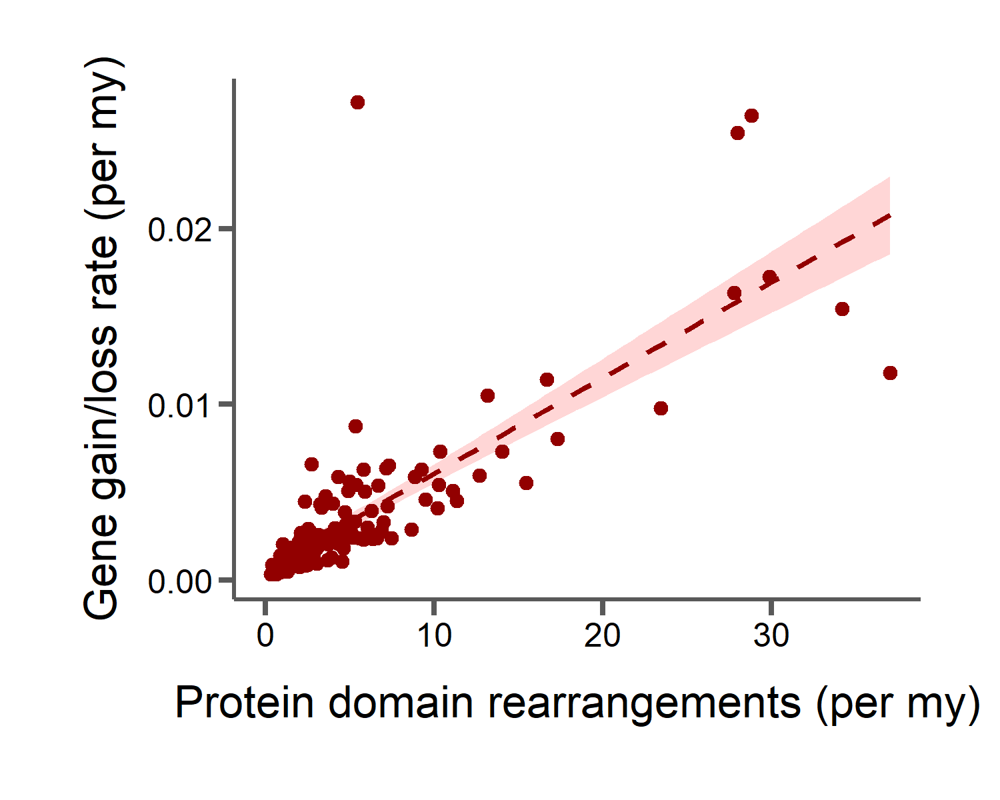 Gene gain/loss rate (per my)
0.02
0.01
0.00
0 10 20 30
Protein domain rearrangements (per my)